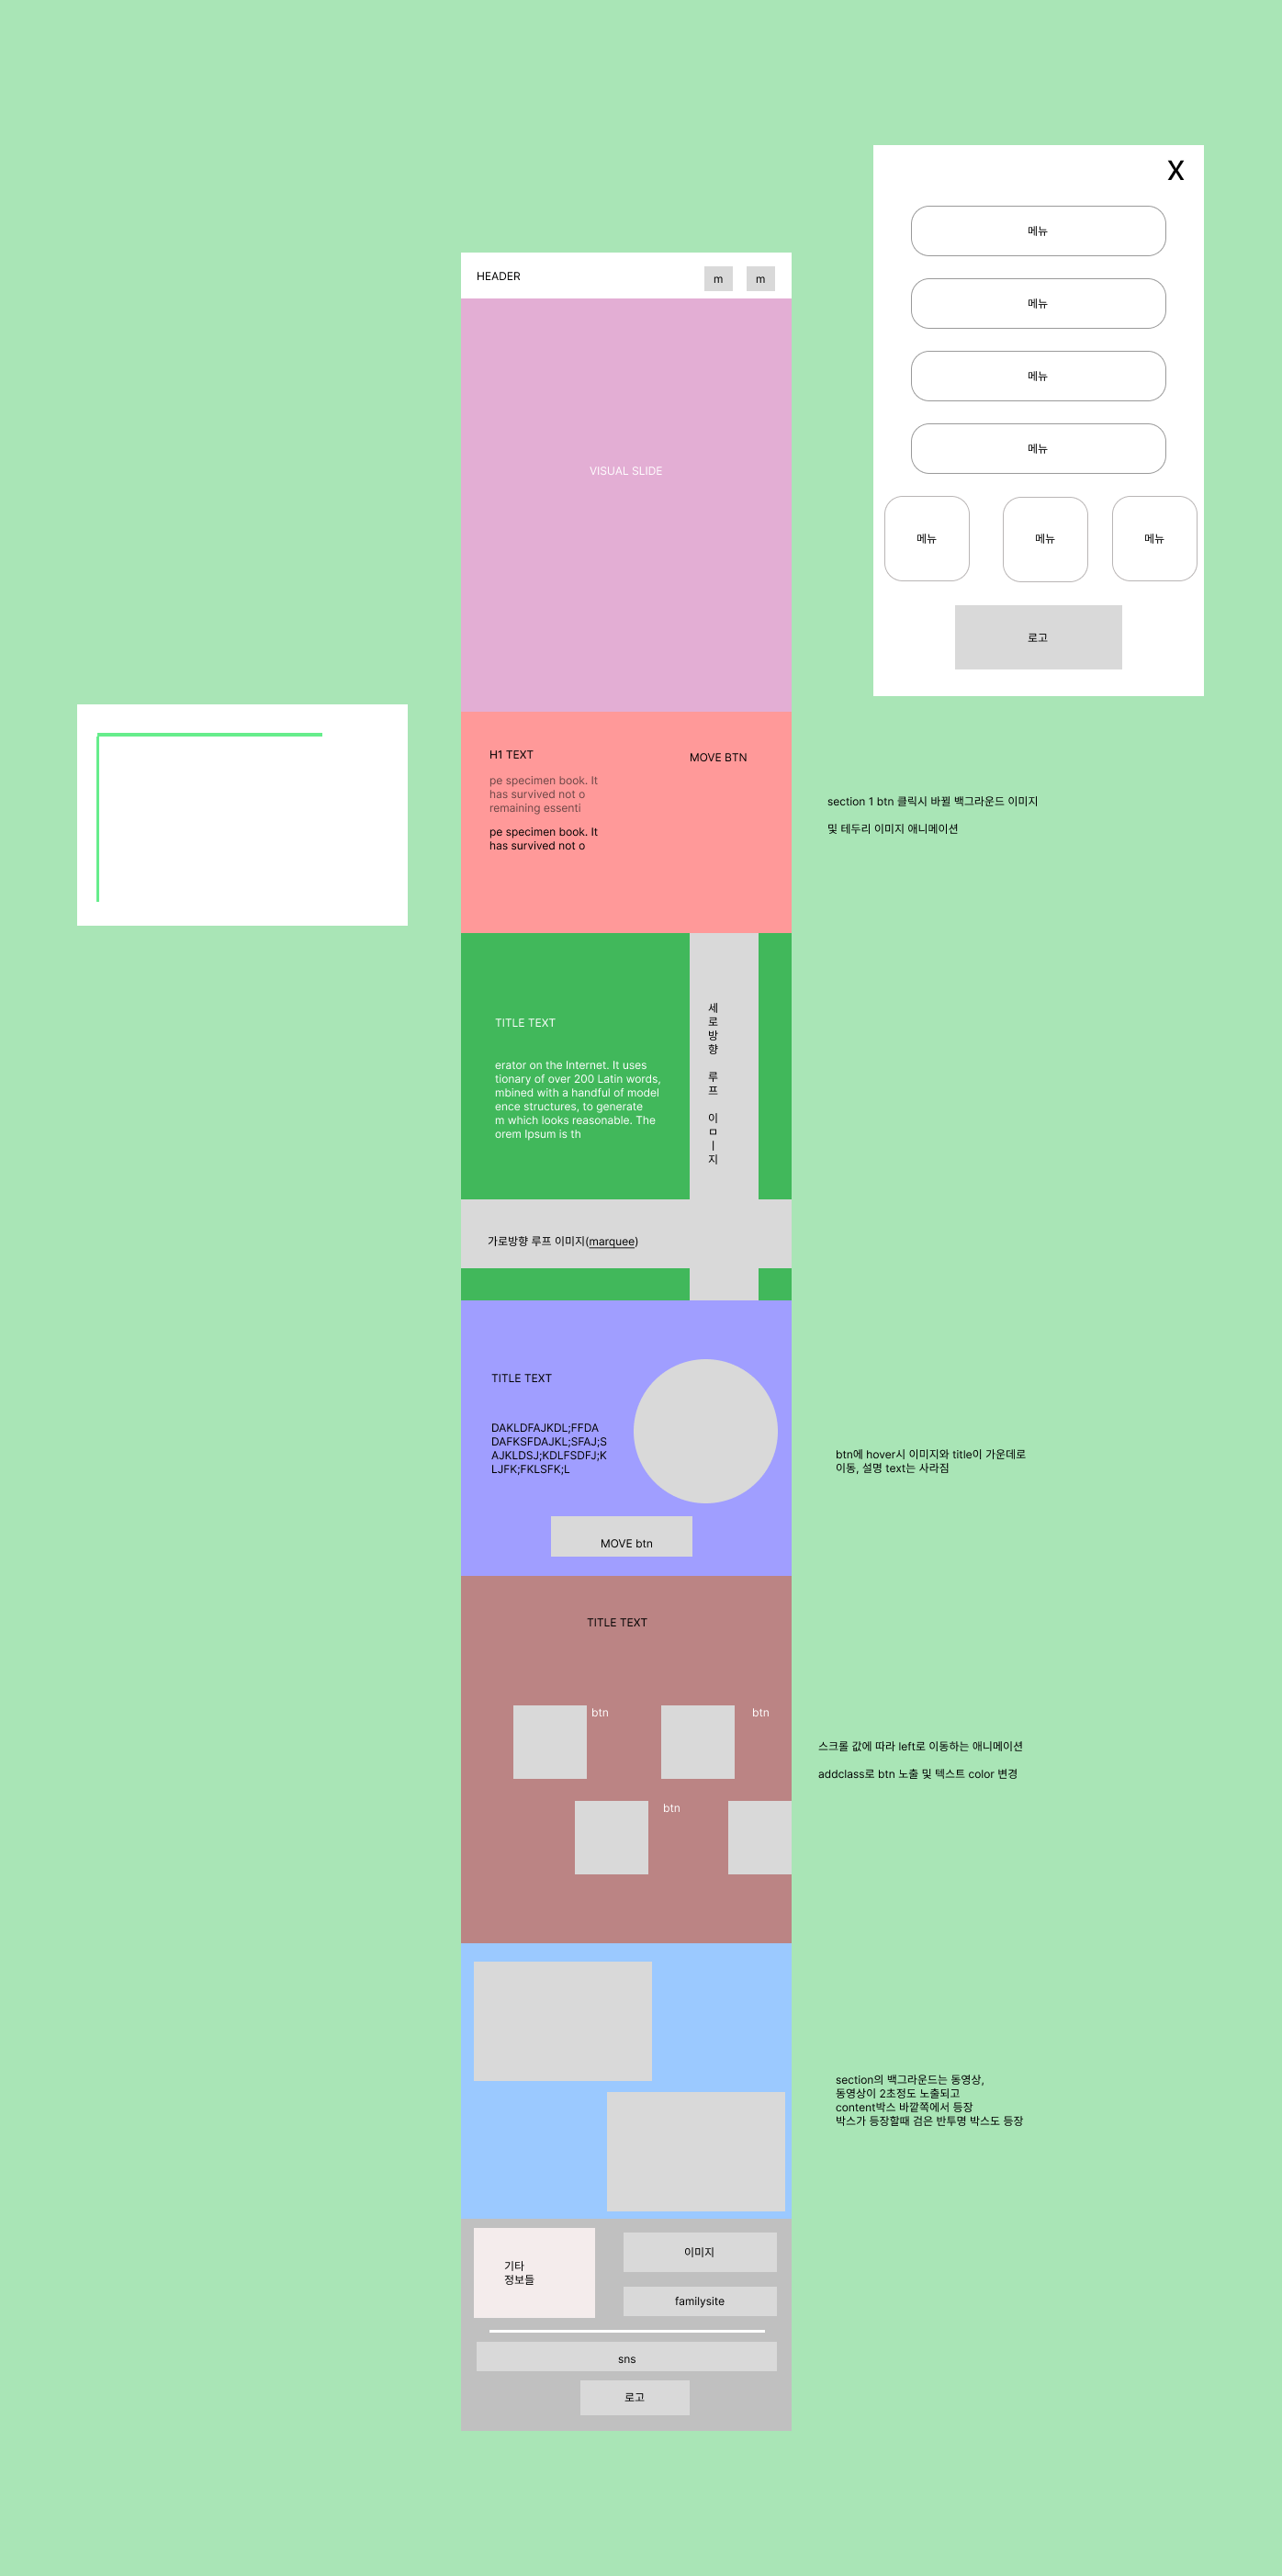 X
메뉴
메뉴
메뉴
메뉴
메뉴
메뉴
메뉴
로고
HEADER
m
m
VISUAL SLIDE
H1 TEXT
MOVE BTN
pe specimen book. It
has survived not o
remaining essenti
pe specimen book. It
has survived not o
section 1 btn 클릭시 바뀔 백그라운드 이미지
및 테두리 이미지 애니메이션
TITLE TEXT
erator on the Internet. It uses
tionary of over 200 Latin words,
mbined with a handful of model
ence structures, to generate
m which looks reasonable. The
orem Ipsum is th
세
로
방
향
루
프
이
ㅁ
ㅣ
지
가로방향 루프 이미지(marquee)
TITLE TEXT
DAKLDFAJKDL;FFDA
DAFKSFDAJKL;SFAJ;S
AJKLDSJ;KDLFSDFJ;K
LJFK;FKLSFK;L
MOVE btn
btn에 hover시 이미지와 title이 가운데로
이동, 설명 text는 사라짐
TITLE TEXT
btn
btn
btn
스크롤 값에 따라 left로 이동하는 애니메이션
addclass로 btn 노출 및 텍스트 color 변경
section의 백그라운드는 동영상,
동영상이 2초정도 노출되고
content박스 바깥쪽에서 등장
박스가 등장할때 검은 반투명 박스도 등장
기타
정보들
이미지
familysite
sns
로고